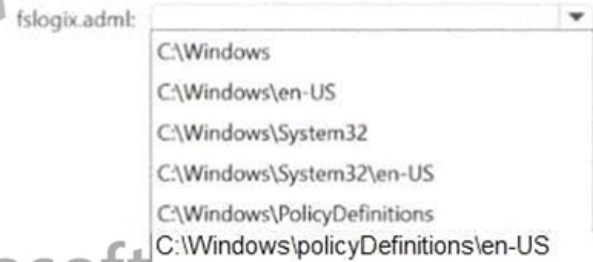 fslogix.adml:
C:\Windows
C:\Windows\en-US
C:\Windows\System32
C:\Windows\System32\en-US
C:\Windows\PolicyDefinitions
C:\Windows\policyDefinitions\en-US